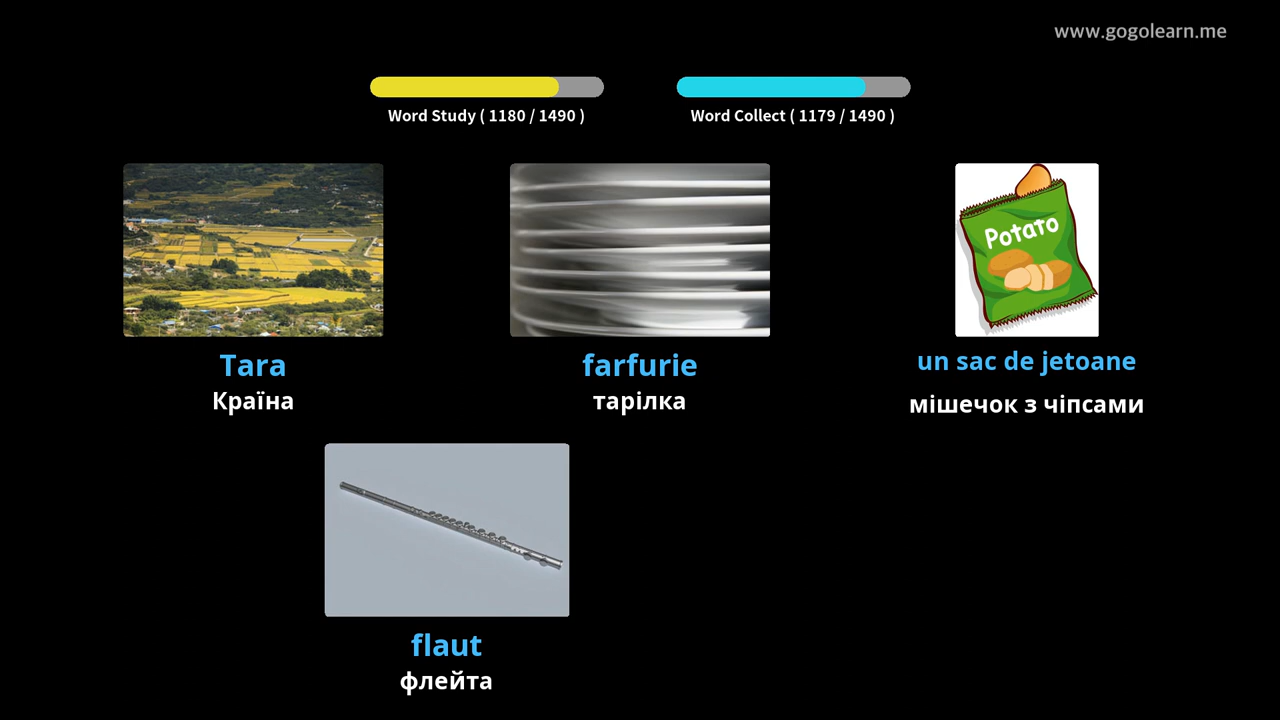 www.gogolearn.me
Word Study ( 1180 / 1490 )
Word Collect ( 1179 / 1490 )
Potato
Tara
Країна
farfurie
тарілка
un sac de jetoane
мішечок з чіпсами
flaut
флейта